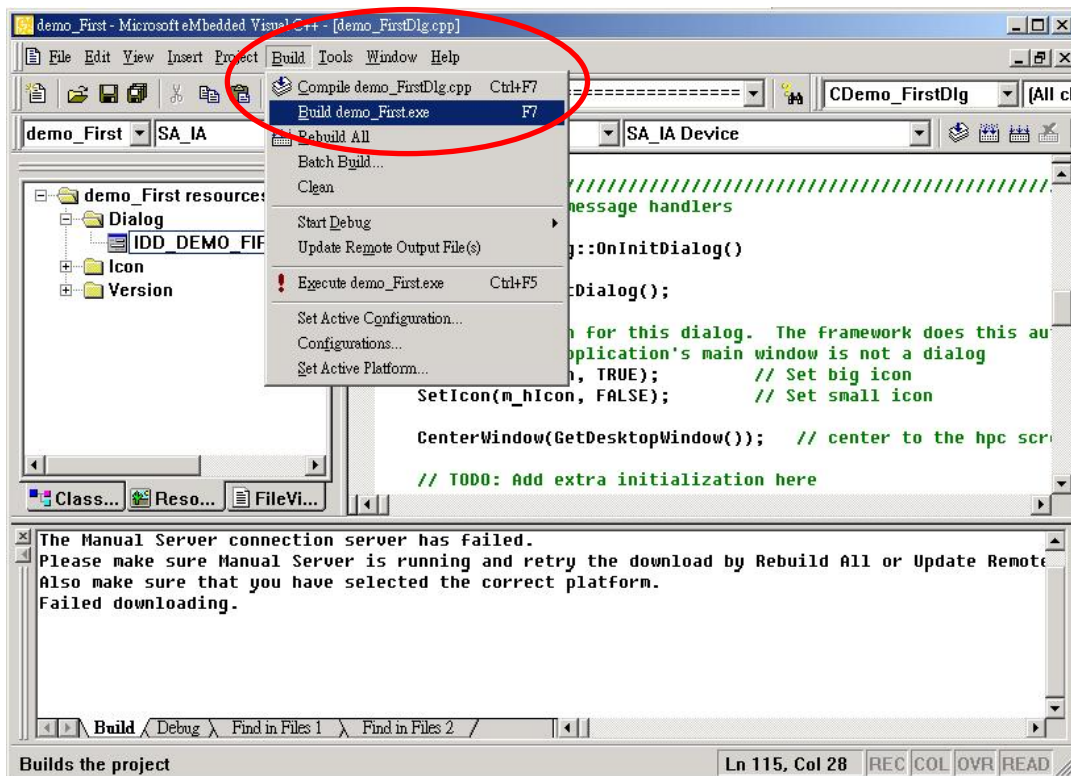 demo_First - Microsoft eMbedded Visual C++ - [demo_FirstDlg.cpp]
File Edit View Insert Project Build Tools Window Help
CDemo_FirstDlg
demo_First SA_IA
SA_IA Device
Compile demo_FirstDlg.cpp Ctrl+F7
Build demo_First.exe F7
Rebuild All
Batch Build...
Clean
Start Debug
Update Remote Output File(s)
Execute demo_First.exe Ctrl+F5
Set Active Configuration...
Configurations...
Set Active Platform...
demo_First resources
Dialog
IDD_DEMO_FIR
Icon
Version
Class... Reso... FileVi...
message handlers
::OnInitDialog()
Dialog();
for this dialog. The framework does this au
application's main window is not a dialog
, TRUE); // Set big icon
SetIcon(m_hIcon, FALSE); // Set small icon
CenterWindow(GetDesktopWindow()); // center to the hpc scr
// TODO: Add extra initialization here
The Manual Server connection server has failed.
Please make sure Manual Server is running and retry the download by Rebuild All or Update Remote
Also make sure that you have selected the correct platform.
Failed downloading.
Build Debug Find in Files 1 Find in Files 2
Builds the project
Ln 115, Col 28 REC COL OVR READ